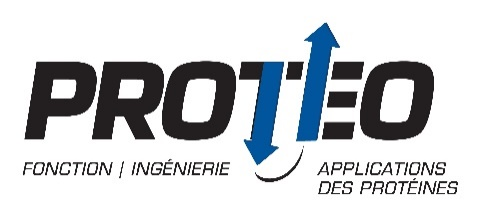 PROTEO
FONCTION / INGÉNIERIE
APPLICATIONS
DES PROTÉINES